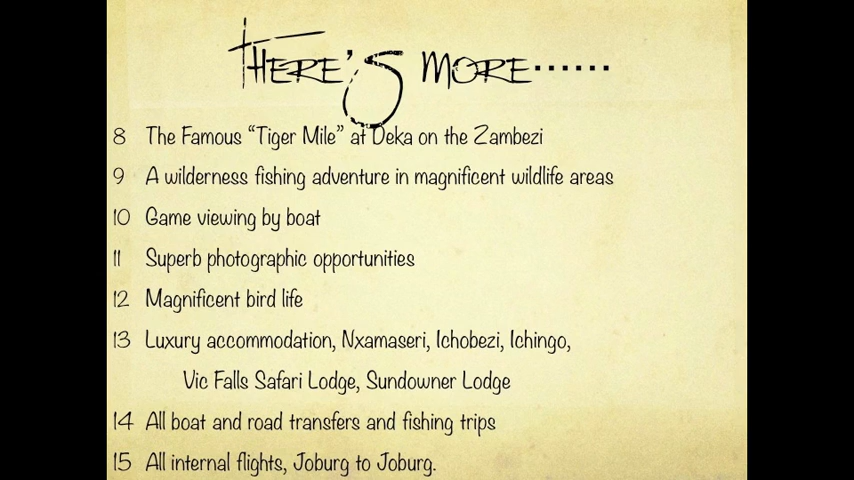 THERE'S MORE......
8 The Famous “Tiger Mile” at Deka on the Zambezi
9 A wilderness fishing adventure in magnificent wildlife areas
10 Game viewing by boat
11 Superb photographic opportunities
12 Magnificent bird life
13 Luxury accommodation, Nxamaseri, Ichobezi, Ichingo,
Vic Falls Safari Lodge, Sundowner Lodge
14 All boat and road transfers and fishing trips
15 All internal flights, Joburg to Joburg.